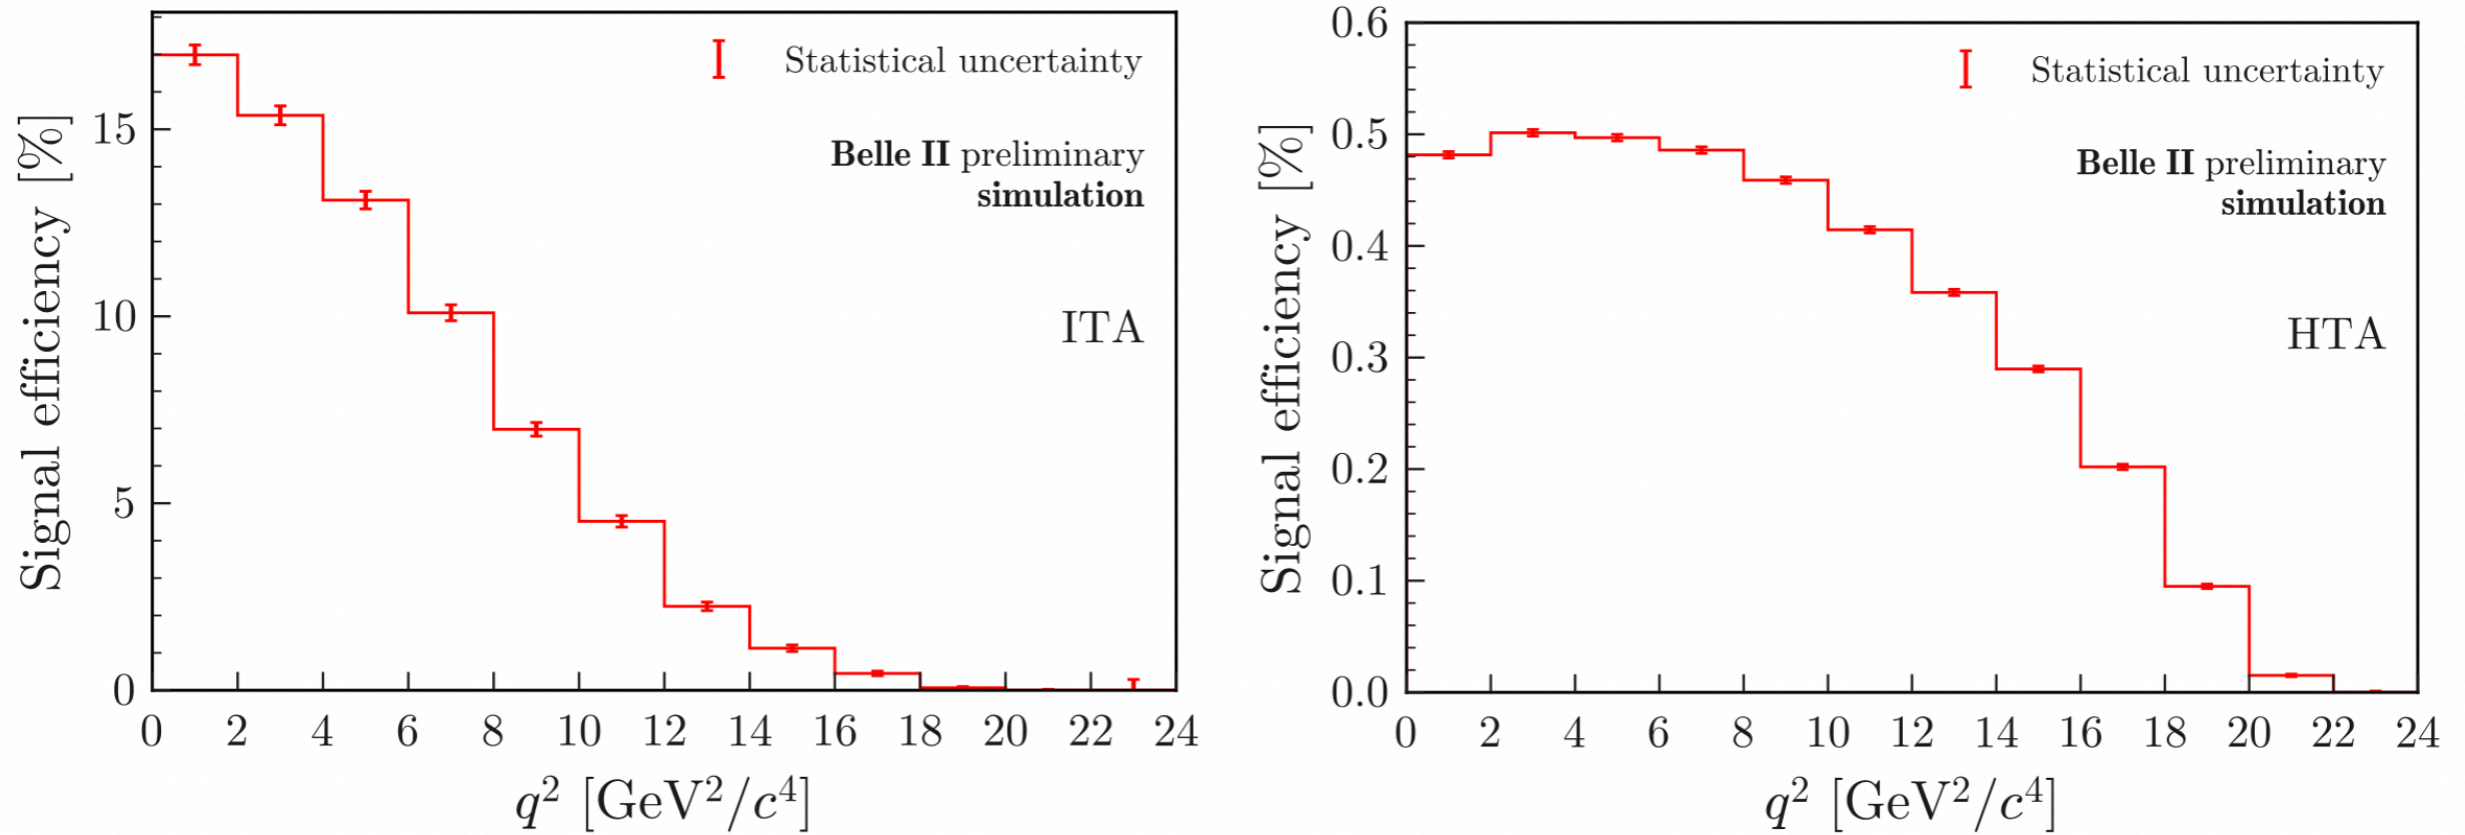 Signal efficiency [%]
15
10
5
0
Statistical uncertainty
Belle II preliminary
simulation
ITA
0 2 4 6 8 10 12 14 16 18 20 22 24
q² [GeV²/c⁴]
Signal efficiency [%]
0.6
0.5
0.4
0.3
0.2
0.1
0.0
Statistical uncertainty
Belle II preliminary
simulation
HTA
0 2 4 6 8 10 12 14 16 18 20 22 24
q² [GeV²/c⁴]